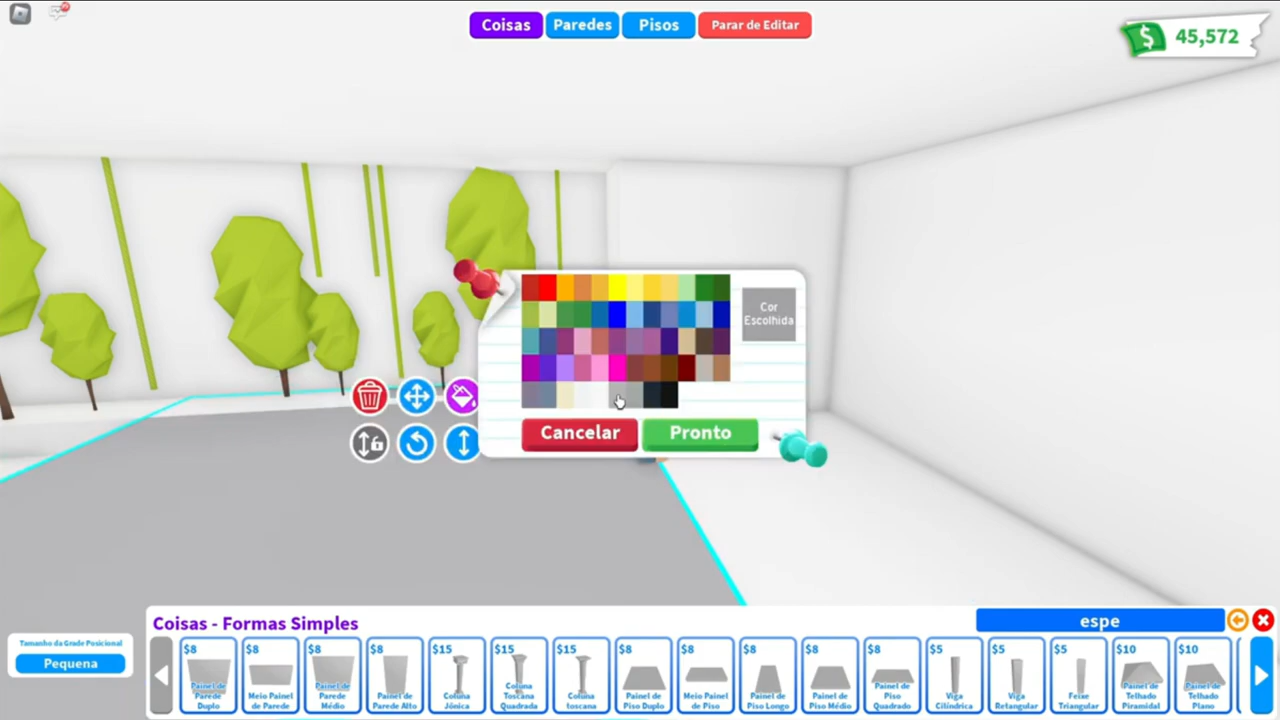 Coisas Paredes Pisos Parar de Editar
$ 45,572
Cor
Escolhida
Cancelar Pronto
Coisas - Formas Simples
espe
Tamanho da Grade Posicional
Pequena
$8
Painel de
Parede
Duplo
$8
Meio Painel
de Parede
$8
Painel de
Parede
Médio
$8
Painel de
Parede Alto
$15
Coluna
Jônica
$15
Coluna
Toscana
Quadrada
$15
Coluna
toscana
$8
Painel de
Piso Duplo
$8
Meio Painel
de Piso
$8
Painel de
Piso Longo
$8
Painel de
Piso Médio
$8
Painel de
Piso
Quadrado
$5
Viga
Cilíndrica
$5
Viga
Retangular
$5
Feixe
Triangular
$10
Painel de
Telhado
Piramidal
$10
Painel de
Telhado
Plano